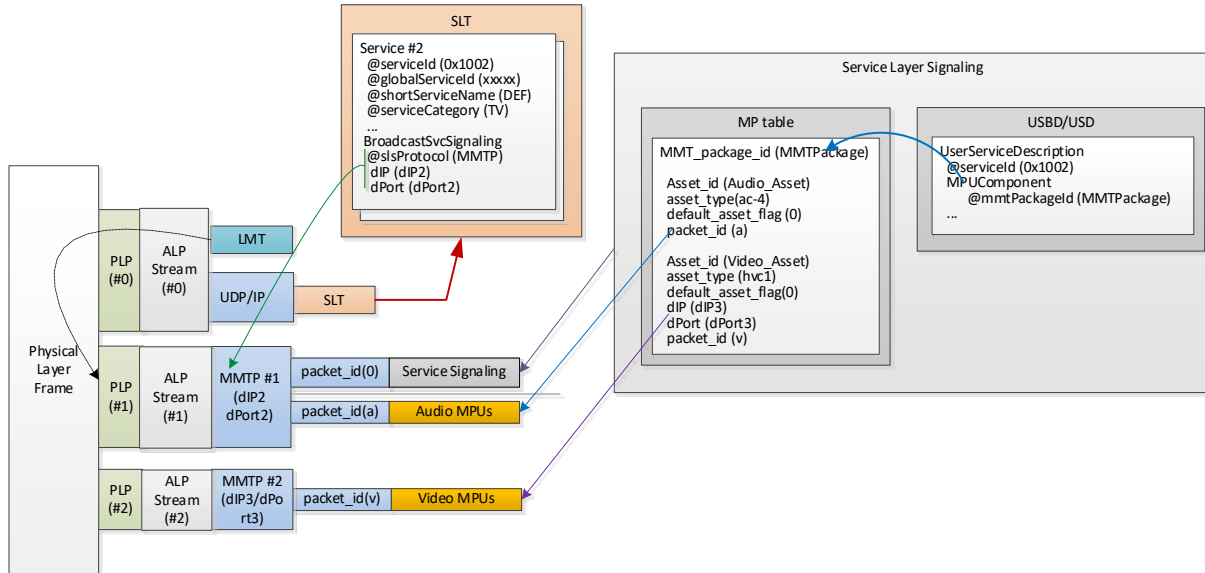 SLT
Service #2
@serviceId (0x1002)
@globalServiceId (xxxxx)
@shortServiceName (DEF)
@serviceCategory (TV)
...
BroadcastSvcSignaling
@slsProtocol (MMTP)
dIP (dIP2)
dPort (dPort2)
Service Layer Signaling
MP table
MMT_package_id (MMTPackage)
Asset_id (Audio_Asset)
asset_type(ac-4)
default_asset_flag (0)
packet_id (a)
Asset_id (Video_Asset)
asset_type (hvc1)
default_asset_flag(0)
dIP (dIP3)
dPort (dPort3)
packet_id (v)
USBD/USD
UserServiceDescription
@serviceId (0x1002)
MPUComponent
@mmtPackageId (MMTPackage)
...
Physical
Layer
Frame
PLP
(#0)
ALP
Stream
(#0)
LMT
UDP/IP
SLT
PLP
(#1)
ALP
Stream
(#1)
MMTP #1
(dIP2
dPort2)
packet_id(0)
Service Signaling
packet_id(a)
Audio MPUs
PLP
(#2)
ALP
Stream
(#2)
MMTP #2
(dIP3/dPo
rt3)
packet_id(v)
Video MPUs